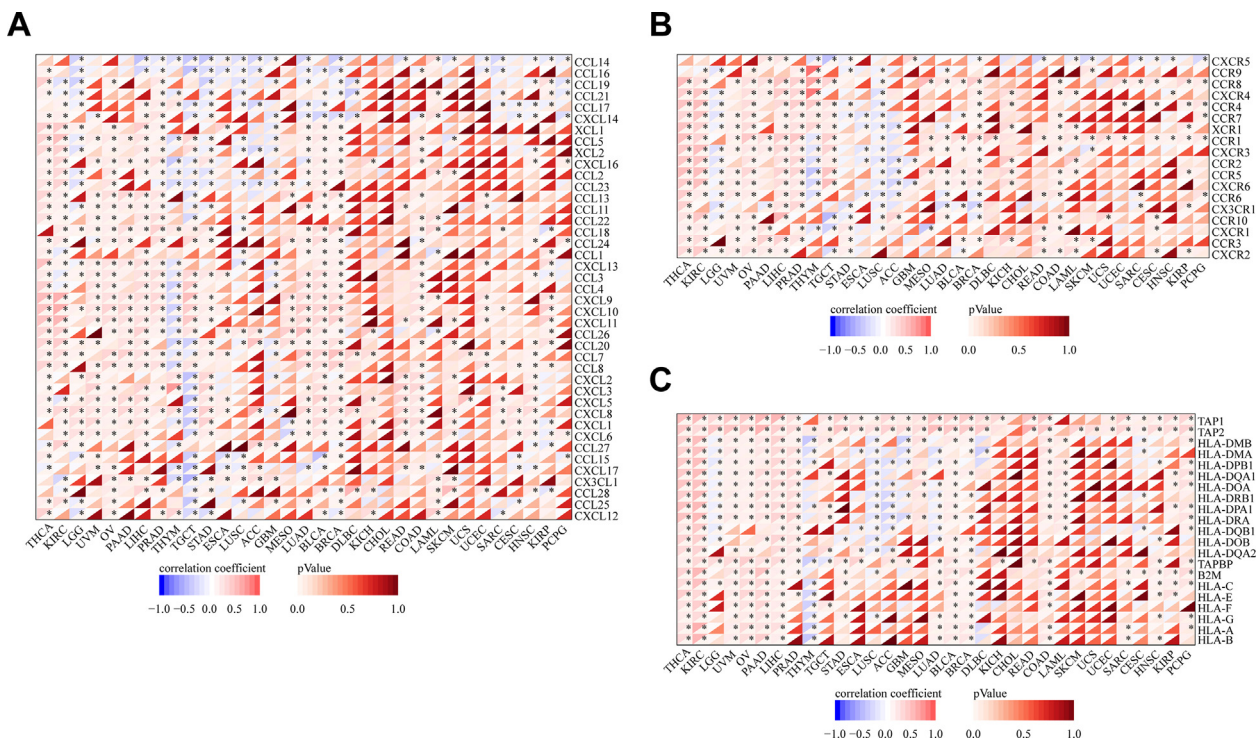 A
CCL14
CCL16
CCL19
CCL21
CCL17
CXCL14
XCL1
CCL5
XCL2
CXCL16
CCL2
CCL23
CCL13
CCL11
CCL22
CCL18
CCL24
CCL1
CXCL13
CCL3
CCL4
CXCL9
CXCL10
CXCL11
CCL26
CCL20
CCL7
CCL8
CXCL2
CXCL3
CXCL5
CXCL8
CXCL1
CXCL6
CCL27
CCL15
CXCL17
CX3CL1
CCL28
CCL25
CXCL12
THCA KIRC LGG UVM OV PAAD LIHC PRAD THYM TGCT STAD ESCA LUSC ACC GBM MESO LUAD BLCA BRCA DLBC KICH CHOL READ COAD LAML SKCM UCS UCEC SARC CESC HNSC KIRP PCPG
correlation coefficient pValue
−1.0 −0.5 0.0 0.5 1.0 0.0 0.5 1.0
B
CXCR5
CCR9
CCR8
CXCR4
CCR4
CCR7
XCR1
CCR1
CXCR3
CCR2
CCR5
CXCR6
CCR6
CX3CR1
CCR10
CXCR1
CCR3
CXCR2
THCA KIRC LGG UVM OV PAAD LIHC PRAD THYM TGCT STAD ESCA LUSC ACC GBM MESO LUAD BLCA BRCA DLBC KICH CHOL READ COAD LAML SKCM UCS UCEC SARC CESC HNSC KIRP PCPG
correlation coefficient pValue
−1.0 −0.5 0.0 0.5 1.0 0.0 0.5 1.0
C
TAP1
TAP2
HLA-DMB
HLA-DMA
HLA-DPB1
HLA-DQA1
HLA-DOA
HLA-DRB1
HLA-DPA1
HLA-DRA
HLA-DQB1
HLA-DOB
HLA-DQA2
TAPBP
B2M
HLA-C
HLA-E
HLA-F
HLA-G
HLA-A
HLA-B
THCA KIRC LGG UVM OV PAAD LIHC PRAD THYM TGCT STAD ESCA LUSC ACC GBM MESO LUAD BLCA BRCA DLBC KICH CHOL READ COAD LAML SKCM UCS UCEC SARC CESC HNSC KIRP PCPG
correlation coefficient pValue
−1.0 −0.5 0.0 0.5 1.0 0.0 0.5 1.0